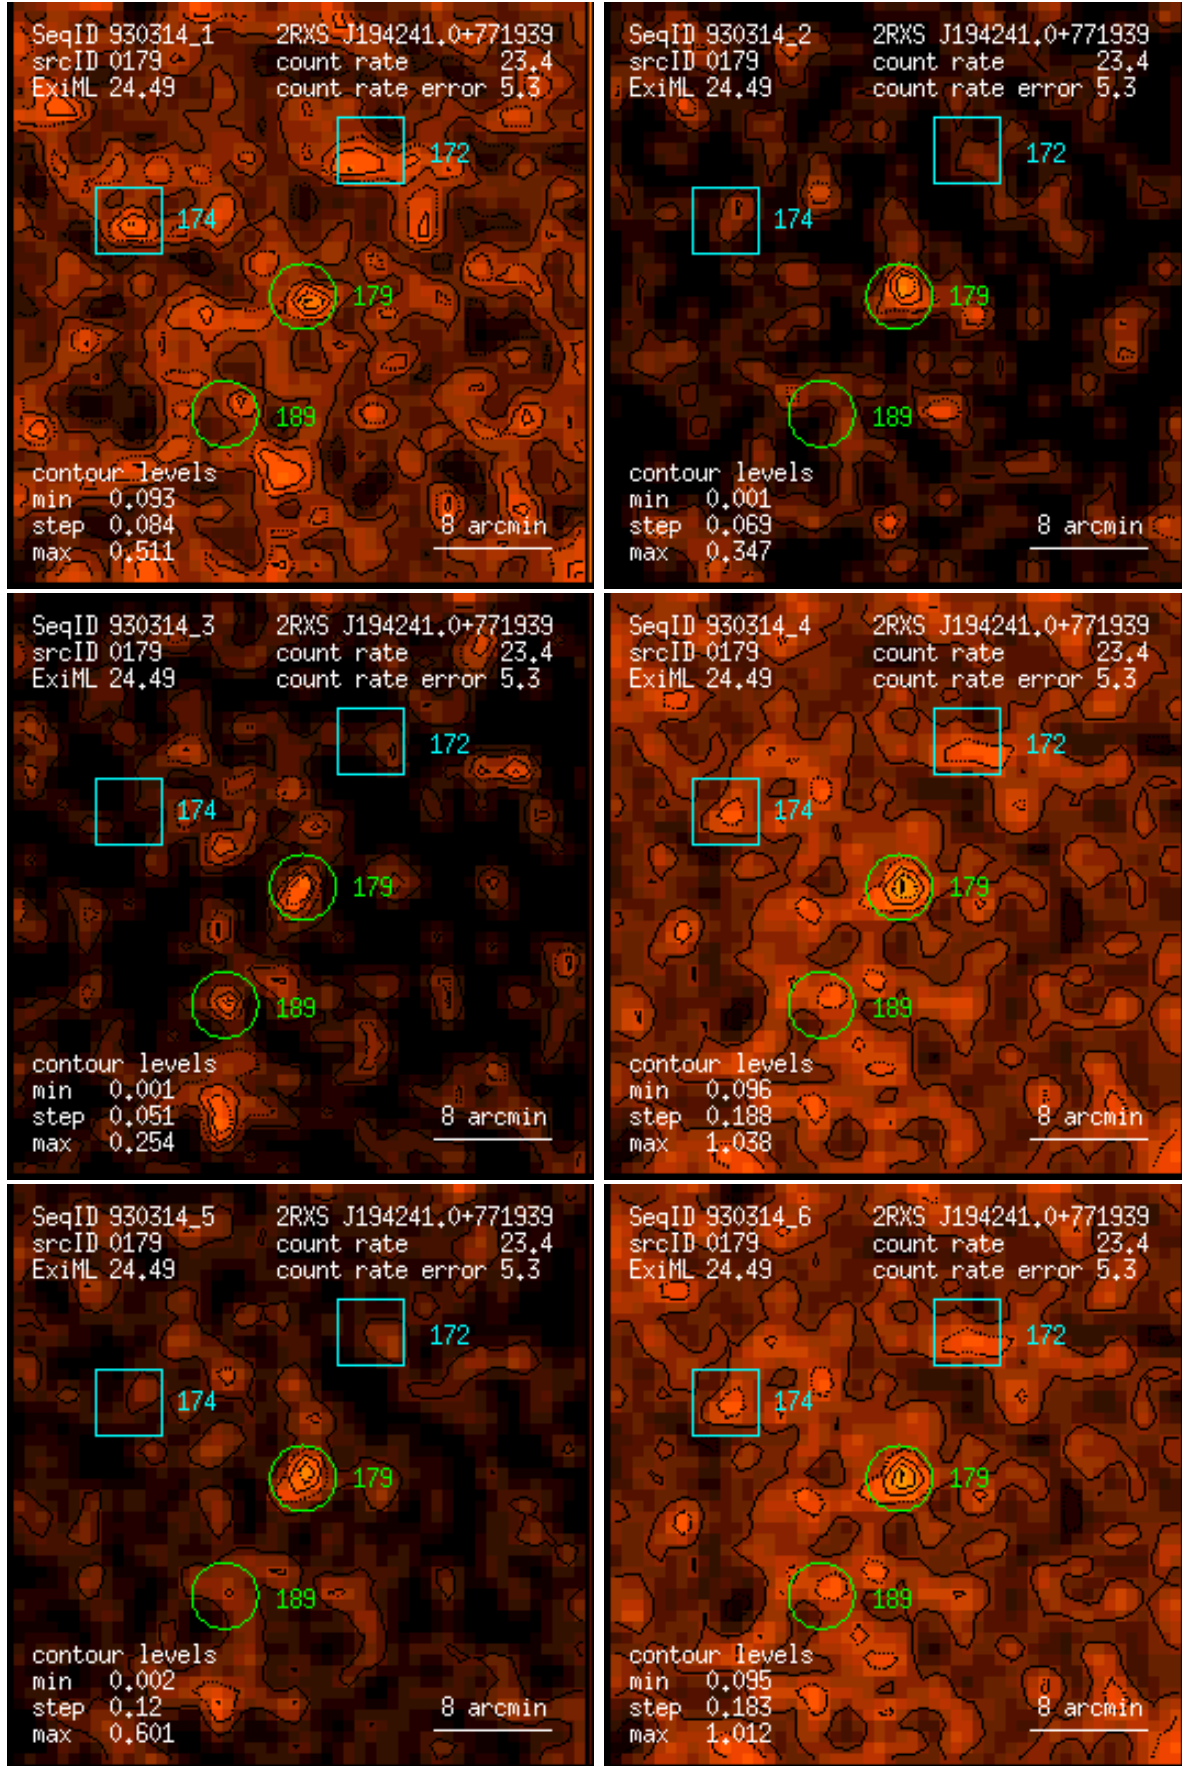 SeqID 930314_1 2RXS J194241.0+771939
srcID 0179 count rate 23.4
ExiML 24.49 count rate error 5.3
172
174
179
189
contour levels
min 0.093
step 0.084 8 arcmin
max 0.511
SeqID 930314_2 2RXS J194241.0+771939
srcID 0179 count rate 23.4
ExiML 24.49 count rate error 5.3
172
174
179
189
contour levels
min 0.001
step 0.069 8 arcmin
max 0.347
SeqID 930314_3 2RXS J194241.0+771939
srcID 0179 count rate 23.4
ExiML 24.49 count rate error 5.3
172
174
179
189
contour levels
min 0.001
step 0.051 8 arcmin
max 0.254
SeqID 930314_4 2RXS J194241.0+771939
srcID 0179 count rate 23.4
ExiML 24.49 count rate error 5.3
172
174
179
189
contour levels
min 0.096
step 0.188 8 arcmin
max 1.038
SeqID 930314_5 2RXS J194241.0+771939
srcID 0179 count rate 23.4
ExiML 24.49 count rate error 5.3
172
174
179
189
contour levels
min 0.002
step 0.12 8 arcmin
max 0.601
SeqID 930314_6 2RXS J194241.0+771939
srcID 0179 count rate 23.4
ExiML 24.49 count rate error 5.3
172
174
179
189
contour levels
min 0.095
step 0.183 8 arcmin
max 1.012